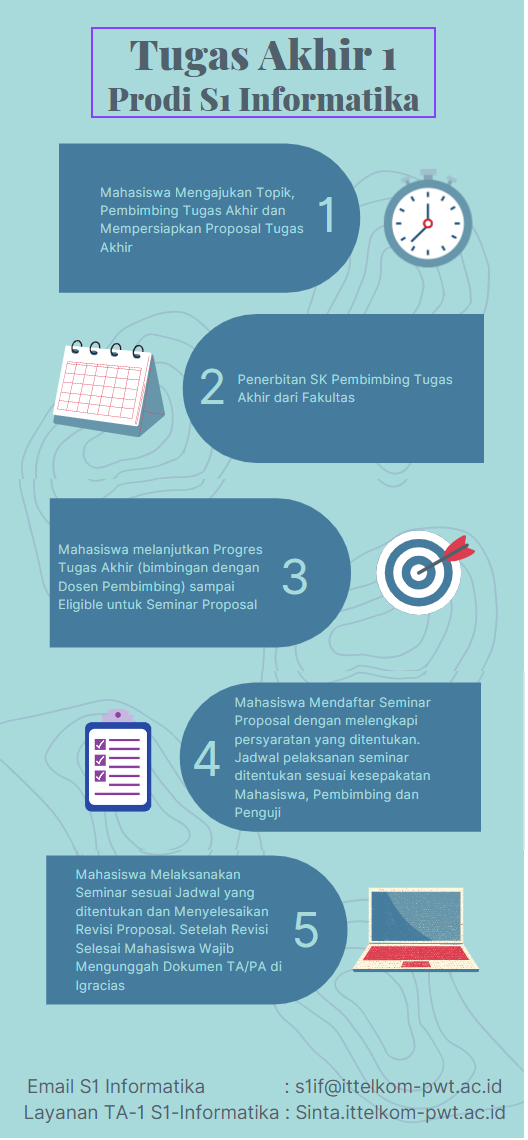 Tugas Akhir 1
Prodi S1 Informatika
Mahasiswa Mengajukan Topik,
Pembimbing Tugas Akhir dan
Mempersiapkan Proposal Tugas
Akhir
1
2
Penerbitan SK Pembimbing Tugas
Akhir dari Fakultas
Mahasiswa melanjutkan Progres
Tugas Akhir (bimbingan dengan
Dosen Pembimbing) sampai
Eligible untuk Seminar Proposal
3
4
Mahasiswa Mendaftar Seminar
Proposal dengan melengkapi
persyaratan yang ditentukan.
Jadwal pelaksanan seminar
ditentukan sesuai kesepakatan
Mahasiswa, Pembimbing dan
Penguji
Mahasiswa Melaksanakan
Seminar sesuai Jadwal yang
ditentukan dan Menyelesaikan
Revisi Proposal. Setelah Revisi
Selesai Mahasiswa Wajib
Mengunggah Dokumen TA/PA di
Igracias
5
Email S1 Informatika : s1if@ittelkom-pwt.ac.id
Layanan TA-1 S1-Informatika : Sinta.ittelkom-pwt.ac.id